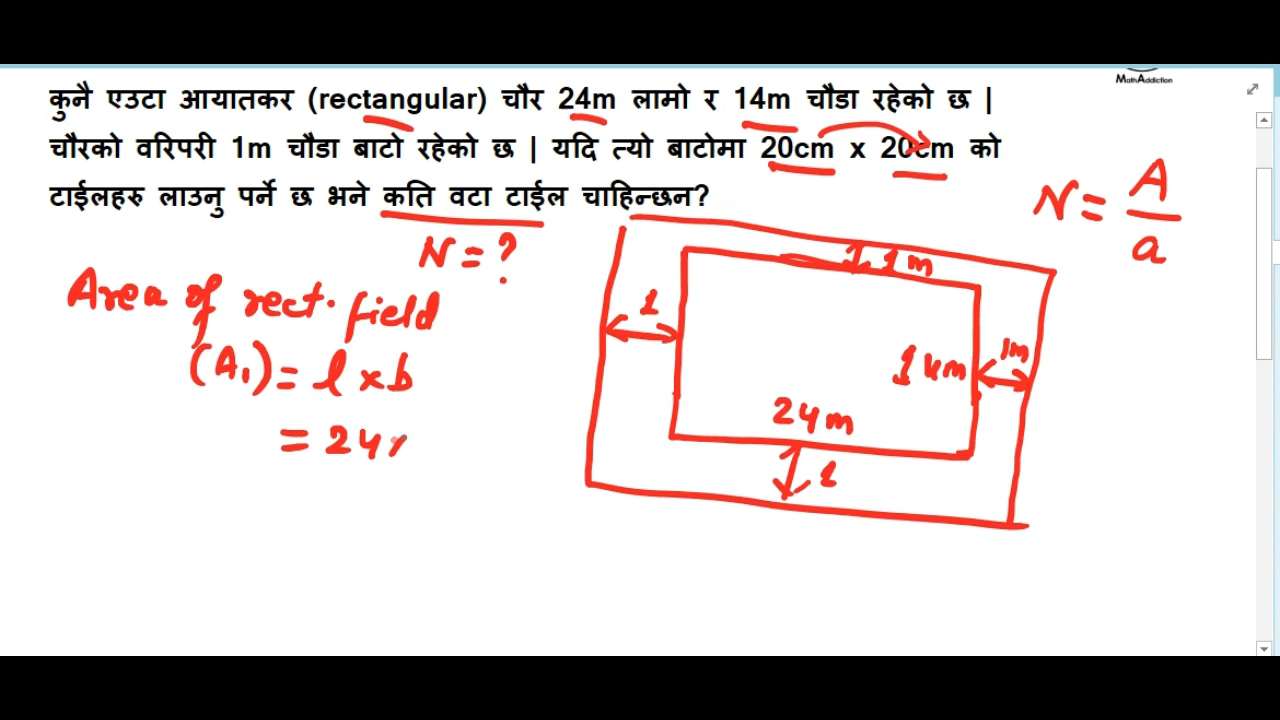 MathAddiction
कुनै एउटा आयातकर (rectangular) चौर 24m लामो र 14m चौडा रहेको छ |
चौरको वरिपरी 1m चौडा बाटो रहेको छ | यदि त्यो बाटोमा 20cm x 20cm को
टाईलहरु लाउनु पर्ने छ भने कति वटा टाईल चाहिन्छन?
N = A/a
N = ?
Area of rect. field
(A₁) = l x b
= 24x
1m
1
1m
14m
24m
1